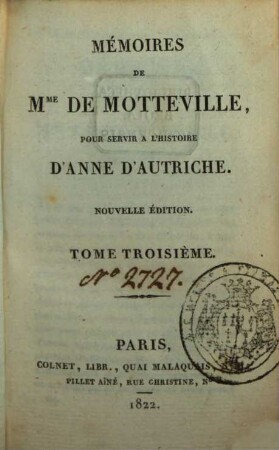 MÉMOIRES
DE
MME DE MOTTEVILLE,
POUR SERVIR A L'HISTOIRE
D'ANNE D'AUTRICHE.
NOUVELLE ÉDITION.
TOME TROISIÈME.
No 2727.
PARIS,
COLNET, LIBR., QUAI MALAQUAIS,
PILLET AÎNÉ, RUE CHRISTINE,
1822.